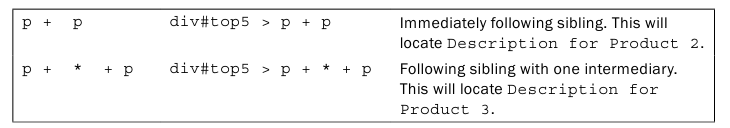 p + p div#top5 > p + p Immediately following sibling. This will
locate Description for Product 2.
p + * + p div#top5 > p + * + p Following sibling with one intermediary.
This will locate Description for
Product 3.